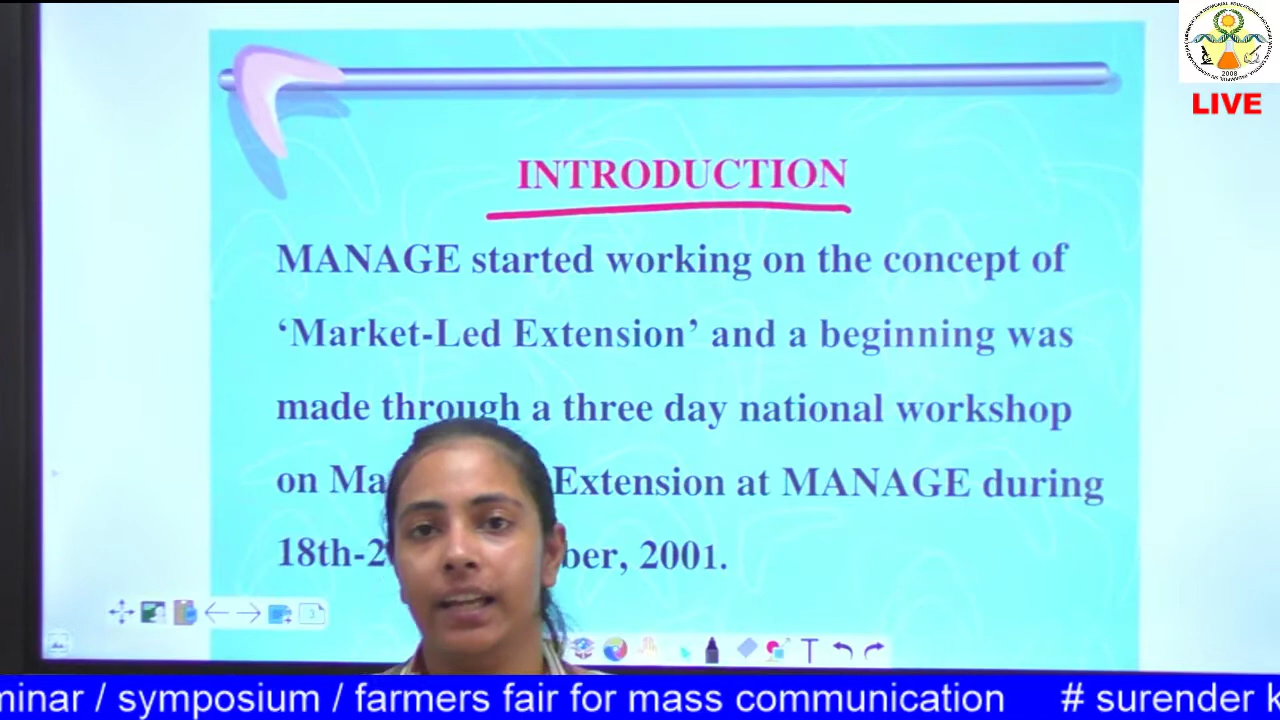 LIVE
2008
INTRODUCTION
MANAGE started working on the concept of
‘Market-Led Extension’ and a beginning was
made through a three day national workshop
on Ma Extension at MANAGE during
18th-2 ber, 2001.
3
T
minar / symposium / farmers fair for mass communication # surender k